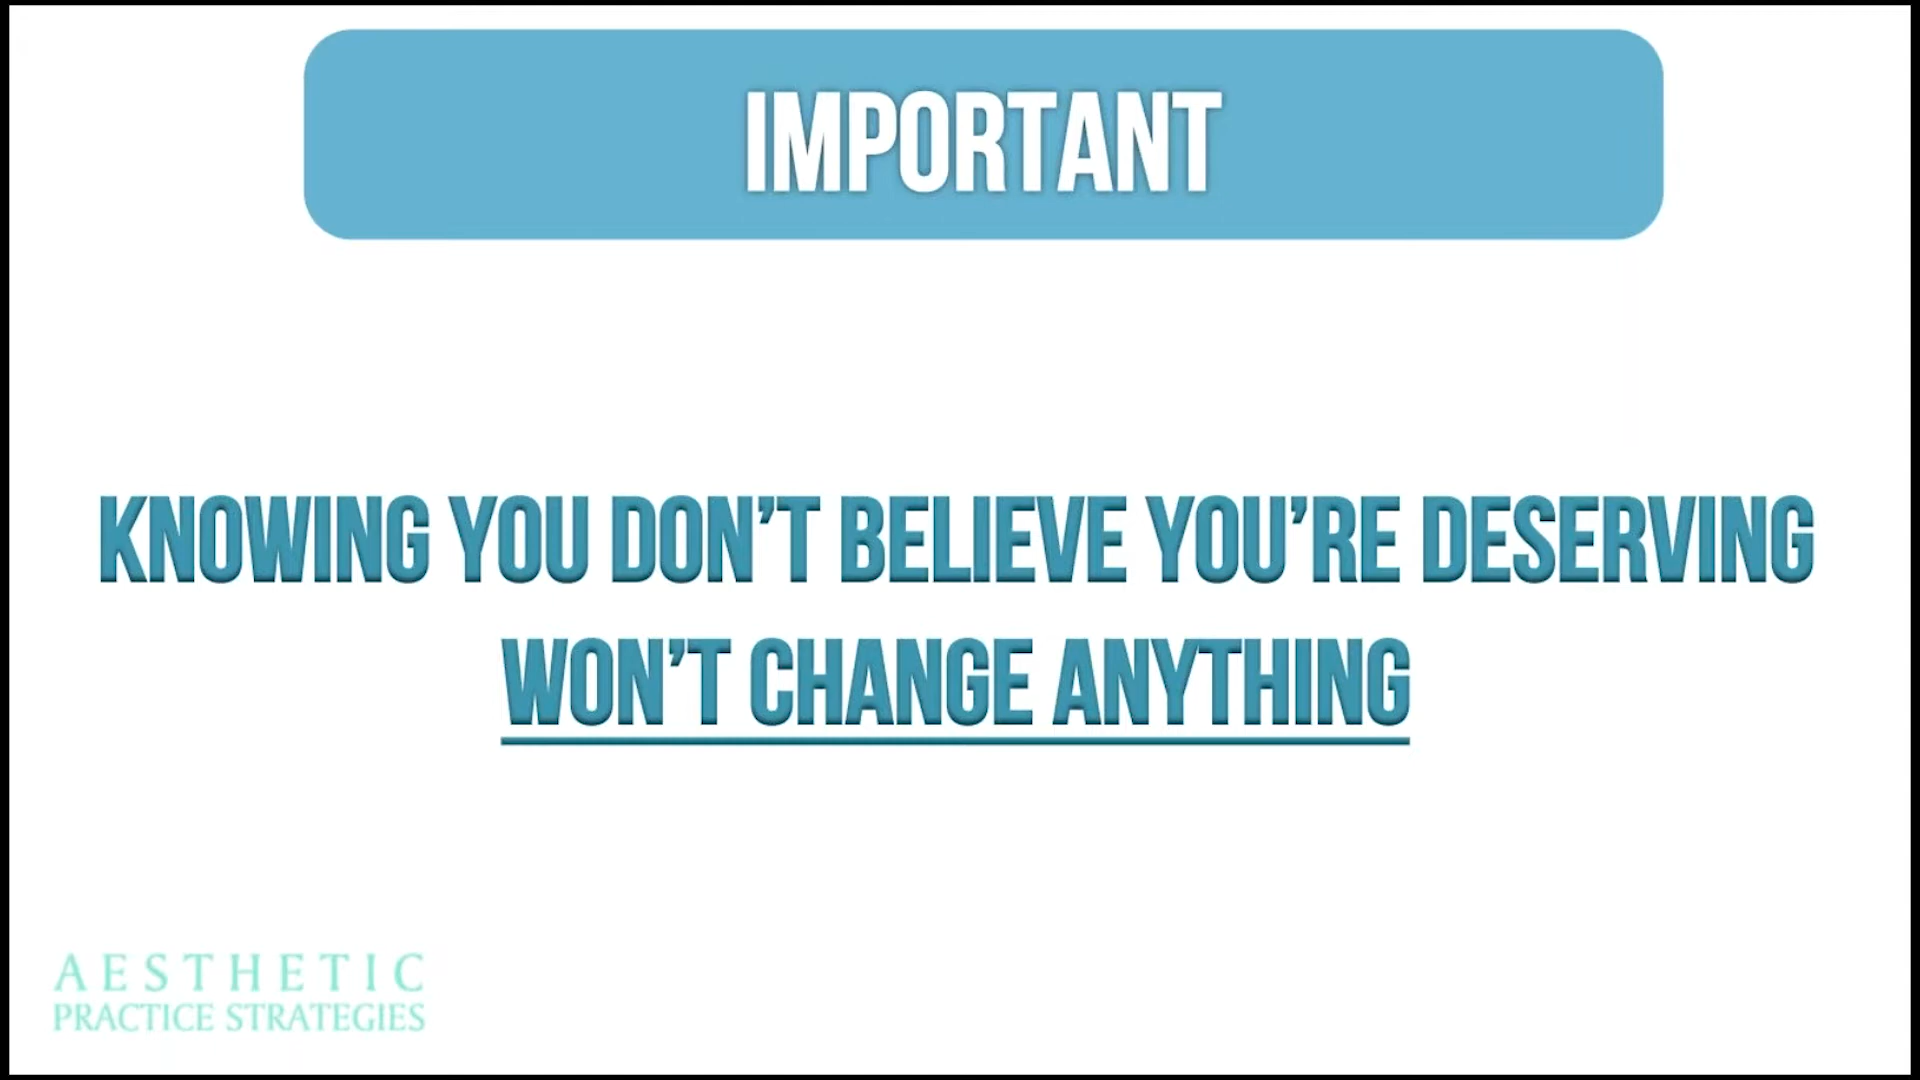 IMPORTANT
KNOWING YOU DON’T BELIEVE YOU’RE DESERVING
WON’T CHANGE ANYTHING
AESTHETIC
PRACTICE STRATEGIES